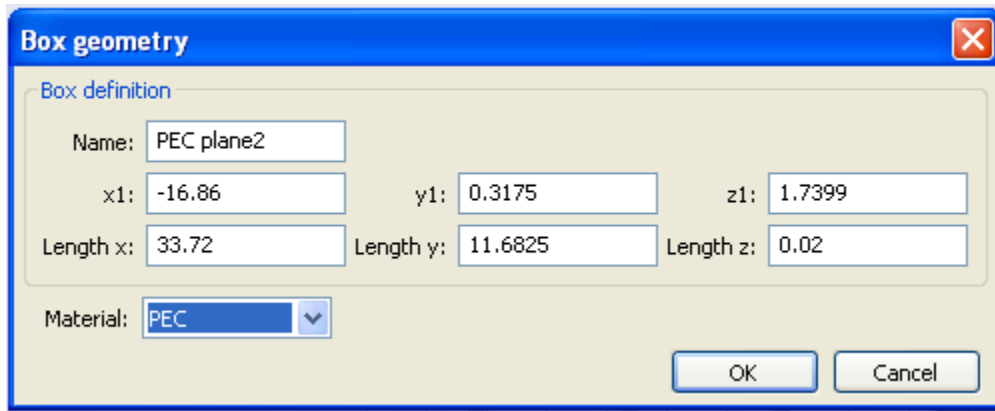 Box geometry
Box definition
Name: PEC plane2
x1: -16.86 y1: 0.3175 z1: 1.7399
Length x: 33.72 Length y: 11.6825 Length z: 0.02
Material: PEC
OK Cancel